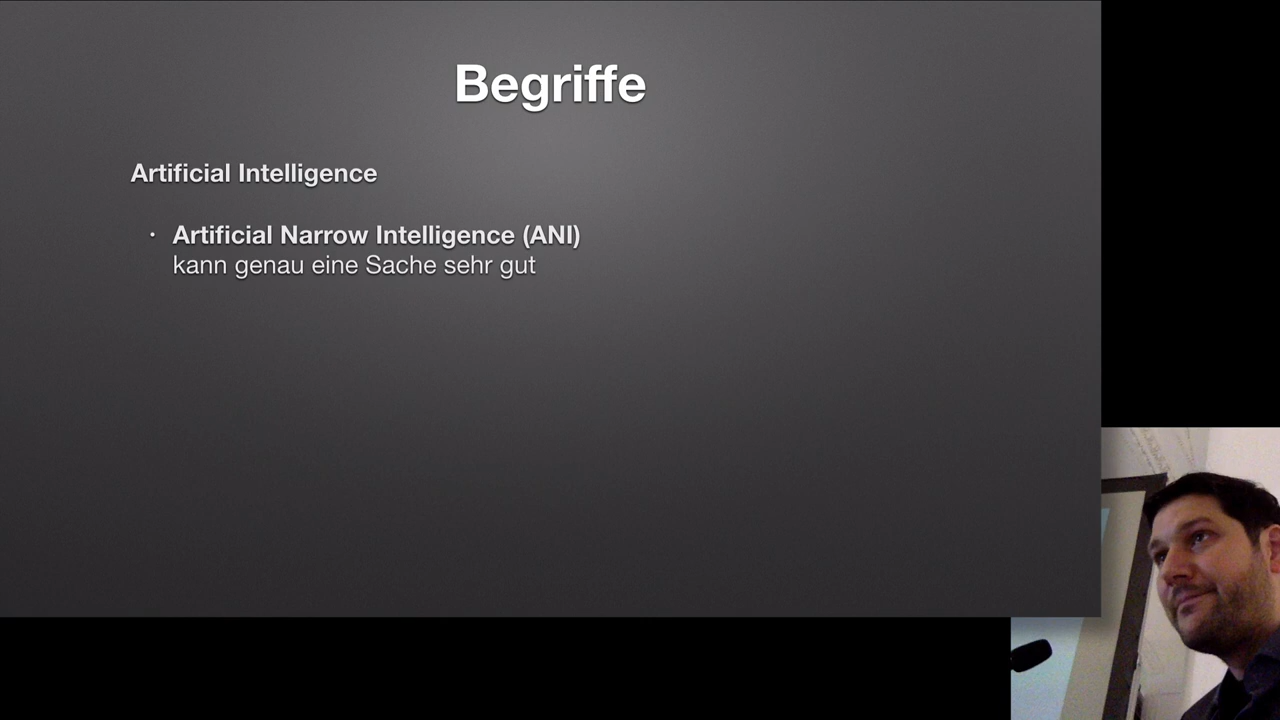 Begriffe
Artificial Intelligence
• Artificial Narrow Intelligence (ANI)
kann genau eine Sache sehr gut